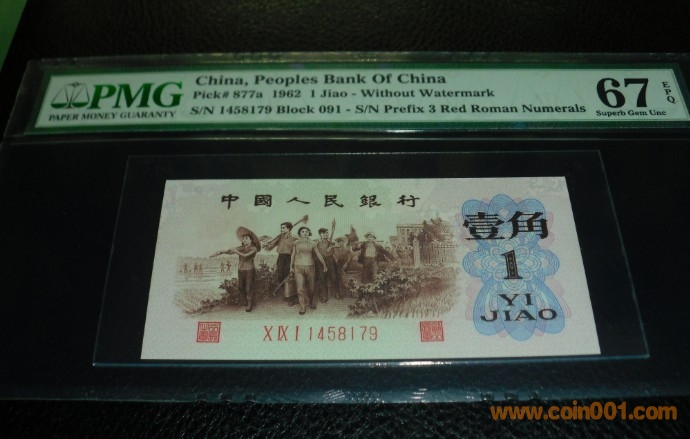 PMG
PAPER MONEY GUARANTY
China, Peoples Bank Of China
Pick# 877a 1962 1 Jiao - Without Watermark
S/N 1458179 Block 091 - S/N Prefix 3 Red Roman Numerals
67 EPQ
Superb Gem Unc
中國人民銀行
壹角
1
YI
JIAO
X IX I 1458179
www.coin001.com